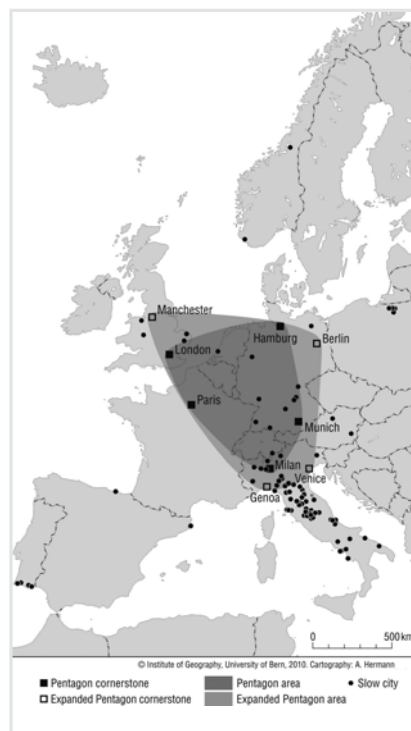 Manchester
Hamburg
Berlin
London
Paris
Munich
Milan
Venice
Genoa
0 500 km
© Institute of Geography, University of Bern, 2010. Cartography: A. Hermann
Pentagon cornerstone Pentagon area Slow city
Expanded Pentagon cornerstone Expanded Pentagon area